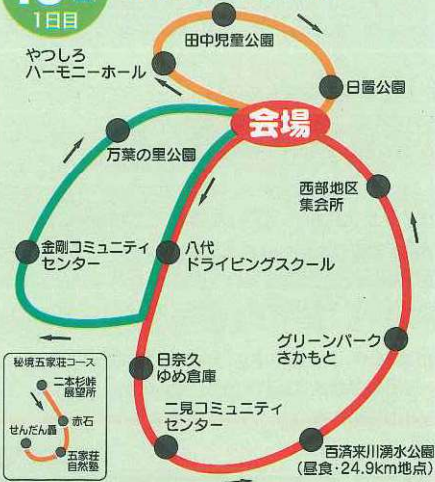 1日目
田中児童公園
やつしろ
ハーモニーホール
日置公園
会場
万葉の里公園
西部地区
集会所
金剛コミュニティ
センター
八代
ドライビングスクール
グリーンパーク
さかもと
日奈久
ゆめ倉庫
秘境五家荘コース
二本杉峠
展望所
赤石
せんだん轟
五家荘
自然塾
二見コミュニティ
センター
百済来川湧水公園
(昼食・24.9km地点)